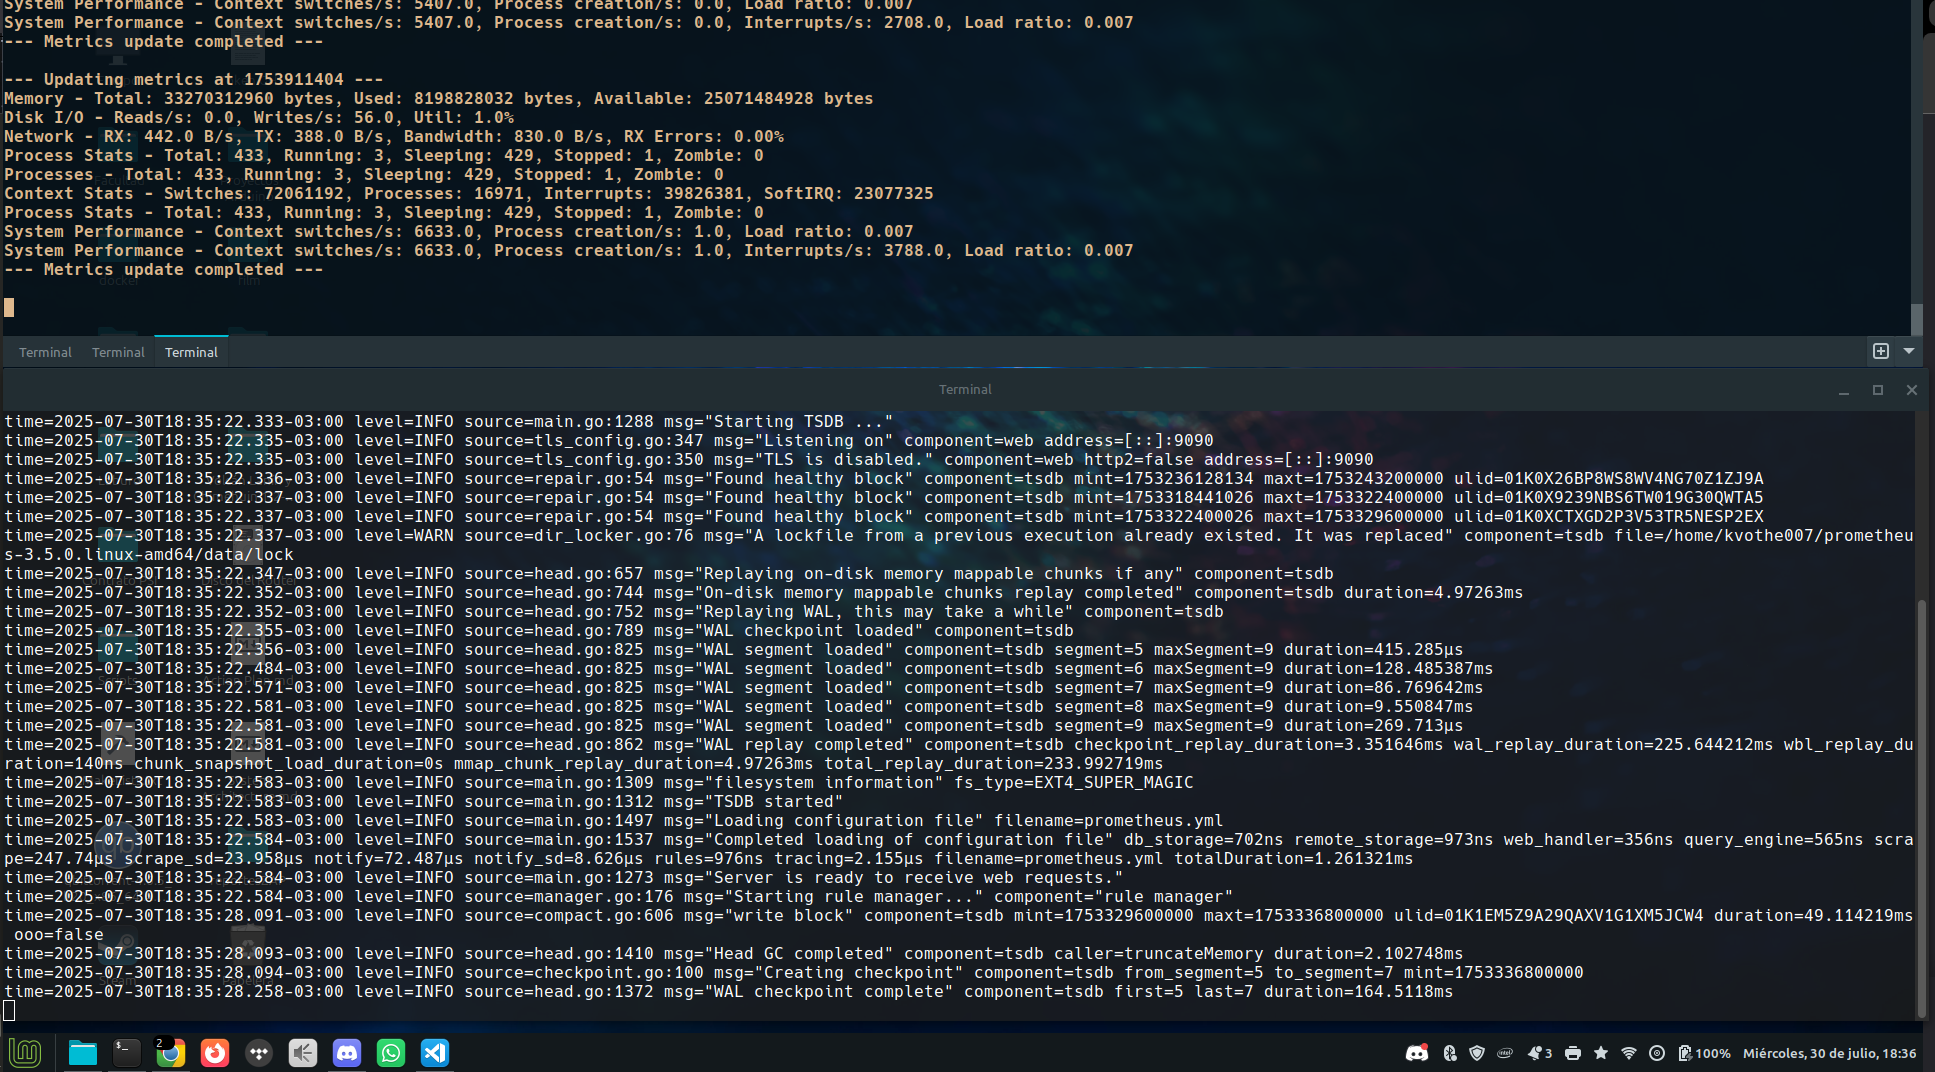 System Performance - Context switches/s: 5407.0, Process creation/s: 0.0, Load ratio: 0.007
System Performance - Context switches/s: 5407.0, Process creation/s: 0.0, Interrupts/s: 2708.0, Load ratio: 0.007
--- Metrics update completed ---
--- Updating metrics at 1753911404 ---
Memory - Total: 33270312960 bytes, Used: 8198828032 bytes, Available: 25071484928 bytes
Disk I/O - Reads/s: 0.0, Writes/s: 56.0, Util: 1.0%
Network - RX: 442.0 B/s, TX: 388.0 B/s, Bandwidth: 830.0 B/s, RX Errors: 0.00%
Process Stats - Total: 433, Running: 3, Sleeping: 429, Stopped: 1, Zombie: 0
Processes - Total: 433, Running: 3, Sleeping: 429, Stopped: 1, Zombie: 0
Context Stats - Switches: 72061192, Processes: 16971, Interrupts: 39826381, SoftIRQ: 23077325
Process Stats - Total: 433, Running: 3, Sleeping: 429, Stopped: 1, Zombie: 0
System Performance - Context switches/s: 6633.0, Process creation/s: 1.0, Load ratio: 0.007
System Performance - Context switches/s: 6633.0, Process creation/s: 1.0, Interrupts/s: 3788.0, Load ratio: 0.007
--- Metrics update completed ---
docker film
Terminal Terminal Terminal
Terminal
time=2025-07-30T18:35:22.333-03:00 level=INFO source=main.go:1288 msg="Starting TSDB ..."
time=2025-07-30T18:35:22.335-03:00 level=INFO source=tls_config.go:347 msg="Listening on" component=web address=[::]:9090
time=2025-07-30T18:35:22.335-03:00 level=INFO source=tls_config.go:350 msg="TLS is disabled." component=web http2=false address=[::]:9090
time=2025-07-30T18:35:22.336-03:00 level=INFO source=repair.go:54 msg="Found healthy block" component=tsdb mint=1753236128134 maxt=1753243200000 ulid=01K0X26BP8WS8WV4NG70Z1ZJ9A
time=2025-07-30T18:35:22.337-03:00 level=INFO source=repair.go:54 msg="Found healthy block" component=tsdb mint=1753318441026 maxt=1753322400000 ulid=01K0X9239NBS6TW019G30QWTA5
time=2025-07-30T18:35:22.337-03:00 level=INFO source=repair.go:54 msg="Found healthy block" component=tsdb mint=1753322400026 maxt=1753329600000 ulid=01K0XCTXGD2P3V53TR5NESP2EX
time=2025-07-30T18:35:22.337-03:00 level=WARN source=dir_locker.go:76 msg="A lockfile from a previous execution already existed. It was replaced" component=tsdb file=/home/kvothe007/prometheu
s-3.5.0.linux-amd64/data/lock
time=2025-07-30T18:35:22.347-03:00 level=INFO source=head.go:657 msg="Replaying on-disk memory mappable chunks if any" component=tsdb
time=2025-07-30T18:35:22.352-03:00 level=INFO source=head.go:744 msg="On-disk memory mappable chunks replay completed" component=tsdb duration=4.97263ms
time=2025-07-30T18:35:22.352-03:00 level=INFO source=head.go:752 msg="Replaying WAL, this may take a while" component=tsdb
time=2025-07-30T18:35:22.355-03:00 level=INFO source=head.go:789 msg="WAL checkpoint loaded" component=tsdb
time=2025-07-30T18:35:22.356-03:00 level=INFO source=head.go:825 msg="WAL segment loaded" component=tsdb segment=5 maxSegment=9 duration=415.285µs
time=2025-07-30T18:35:22.484-03:00 level=INFO source=head.go:825 msg="WAL segment loaded" component=tsdb segment=6 maxSegment=9 duration=128.485387ms
time=2025-07-30T18:35:22.571-03:00 level=INFO source=head.go:825 msg="WAL segment loaded" component=tsdb segment=7 maxSegment=9 duration=86.769642ms
time=2025-07-30T18:35:22.581-03:00 level=INFO source=head.go:825 msg="WAL segment loaded" component=tsdb segment=8 maxSegment=9 duration=9.550847ms
time=2025-07-30T18:35:22.581-03:00 level=INFO source=head.go:825 msg="WAL segment loaded" component=tsdb segment=9 maxSegment=9 duration=269.713µs
time=2025-07-30T18:35:22.581-03:00 level=INFO source=head.go:862 msg="WAL replay completed" component=tsdb checkpoint_replay_duration=3.351646ms wal_replay_duration=225.644212ms wbl_replay_du
ration=140ns chunk_snapshot_load_duration=0s mmap_chunk_replay_duration=4.97263ms total_replay_duration=233.992719ms
time=2025-07-30T18:35:22.583-03:00 level=INFO source=main.go:1309 msg="filesystem information" fs_type=EXT4_SUPER_MAGIC
time=2025-07-30T18:35:22.583-03:00 level=INFO source=main.go:1312 msg="TSDB started"
time=2025-07-30T18:35:22.583-03:00 level=INFO source=main.go:1497 msg="Loading configuration file" filename=prometheus.yml
time=2025-07-30T18:35:22.584-03:00 level=INFO source=main.go:1537 msg="Completed loading of configuration file" db_storage=702ns remote_storage=973ns web_handler=356ns query_engine=565ns scra
pe=247.74µs scrape_sd=23.958µs notify=72.487µs notify_sd=8.626µs rules=976ns tracing=2.155µs filename=prometheus.yml totalDuration=1.261321ms
time=2025-07-30T18:35:22.584-03:00 level=INFO source=main.go:1273 msg="Server is ready to receive web requests."
time=2025-07-30T18:35:22.584-03:00 level=INFO source=manager.go:176 msg="Starting rule manager..." component="rule manager"
time=2025-07-30T18:35:28.091-03:00 level=INFO source=compact.go:606 msg="write block" component=tsdb mint=1753329600000 maxt=1753336800000 ulid=01K1EM5Z9A29QAXV1G1XM5JCW4 duration=49.114219ms
ooo=false
time=2025-07-30T18:35:28.093-03:00 level=INFO source=head.go:1410 msg="Head GC completed" component=tsdb caller=truncateMemory duration=2.102748ms
time=2025-07-30T18:35:28.094-03:00 level=INFO source=checkpoint.go:100 msg="Creating checkpoint" component=tsdb from_segment=5 to_segment=7 mint=1753336800000
time=2025-07-30T18:35:28.258-03:00 level=INFO source=head.go:1372 msg="WAL checkpoint complete" component=tsdb first=5 last=7 duration=164.5118ms
2
3
100%
Miércoles, 30 de julio, 18:36